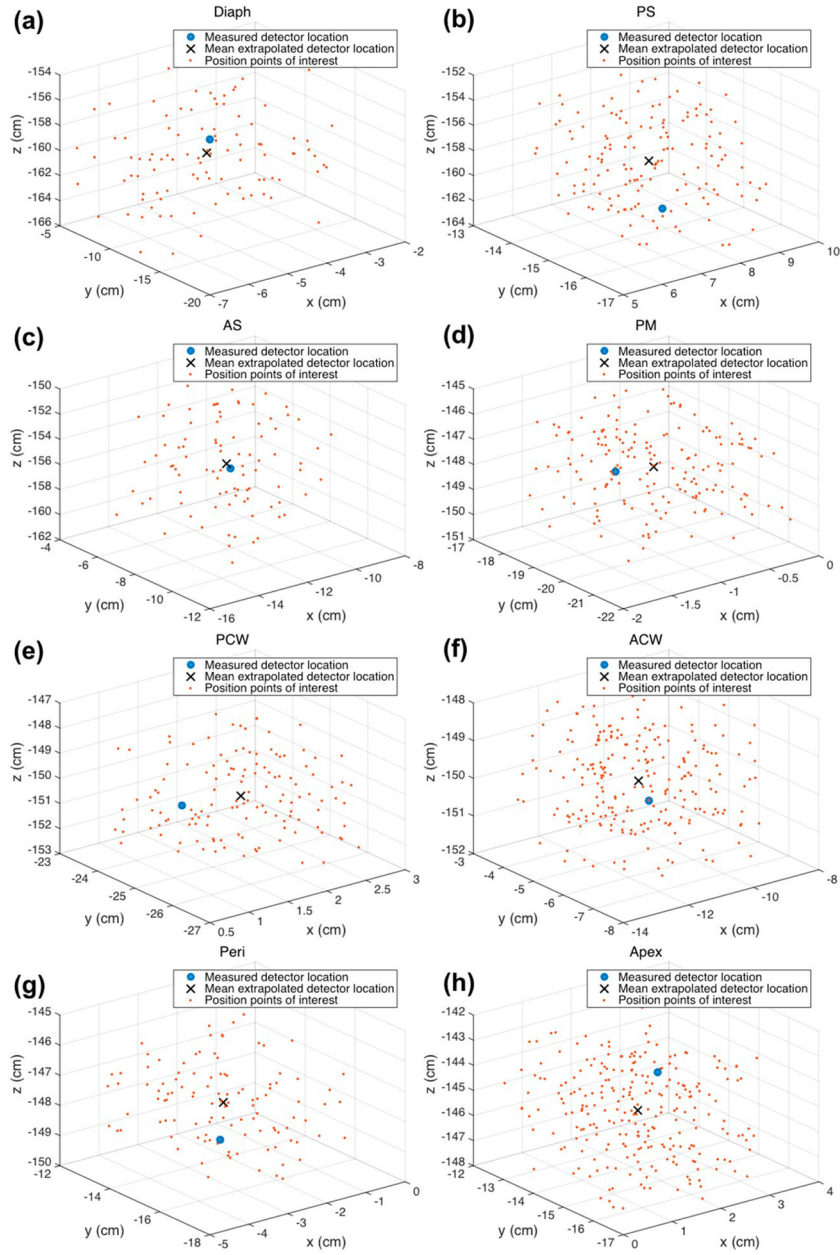 (a)
Diaph
Measured detector location
Mean extrapolated detector location
Position points of interest
-154
-156
-158
-160
-162
-164
-166
z (cm)
-5
-10
-15
-20
y (cm)
-7
-6
-5
-4
-3
-2
x (cm)
(b)
PS
Measured detector location
Mean extrapolated detector location
Position points of interest
-152
-154
-156
-158
-160
-162
-164
z (cm)
-13
-14
-15
-16
-17
y (cm)
5
6
7
8
9
10
x (cm)
(c)
AS
Measured detector location
Mean extrapolated detector location
Position points of interest
-150
-152
-154
-156
-158
-160
-162
z (cm)
-4
-6
-8
-10
-12
y (cm)
-16
-14
-12
-10
-8
x (cm)
(d)
PM
Measured detector location
Mean extrapolated detector location
Position points of interest
-145
-146
-147
-148
-149
-150
-151
z (cm)
-17
-18
-19
-20
-21
-22
y (cm)
-2
-1.5
-1
-0.5
0
x (cm)
(e)
PCW
Measured detector location
Mean extrapolated detector location
Position points of interest
-147
-148
-149
-150
-151
-152
-153
z (cm)
-23
-24
-25
-26
-27
y (cm)
0.5
1
1.5
2
2.5
3
x (cm)
(f)
ACW
Measured detector location
Mean extrapolated detector location
Position points of interest
-148
-149
-150
-151
-152
z (cm)
-3
-4
-5
-6
-7
-8
y (cm)
-14
-12
-10
-8
x (cm)
(g)
Peri
Measured detector location
Mean extrapolated detector location
Position points of interest
-145
-146
-147
-148
-149
-150
z (cm)
-12
-14
-16
-18
y (cm)
-5
-4
-3
-2
-1
0
x (cm)
(h)
Apex
Measured detector location
Mean extrapolated detector location
Position points of interest
-142
-143
-144
-145
-146
-147
-148
z (cm)
-12
-13
-14
-15
-16
-17
y (cm)
0
1
2
3
4
x (cm)